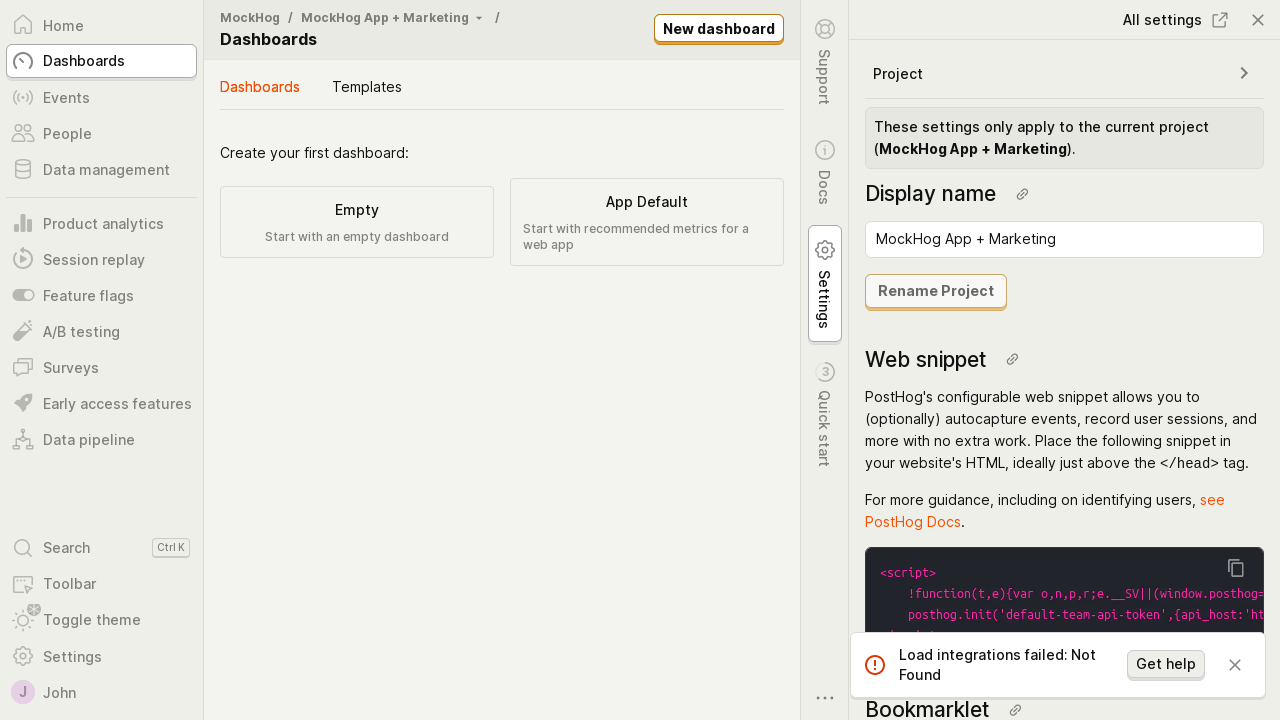 Home
Dashboards
Events
People
Data management
Product analytics
Session replay
Feature flags
A/B testing
Surveys
Early access features
Data pipeline
Search Ctrl K
Toolbar
Toggle theme
Settings
J John
MockHog / MockHog App + Marketing /
Dashboards
New dashboard
Dashboards Templates
Create your first dashboard:
Empty
Start with an empty dashboard
App Default
Start with recommended metrics for a
web app
Support
Docs
Settings
3 Quick start
All settings
Project
These settings only apply to the current project
(MockHog App + Marketing).
Display name
MockHog App + Marketing
Rename Project
Web snippet
PostHog's configurable web snippet allows you to
(optionally) autocapture events, record user sessions, and
more with no extra work. Place the following snippet in
your website's HTML, ideally just above the </head> tag.
For more guidance, including on identifying users, see
PostHog Docs.
<script>
!function(t,e){var o,n,p,r;e.__SV||(window.posthog=
posthog.init('default-team-api-token',{api_host:'ht
Load integrations failed: Not
Found
Get help
Bookmarklet